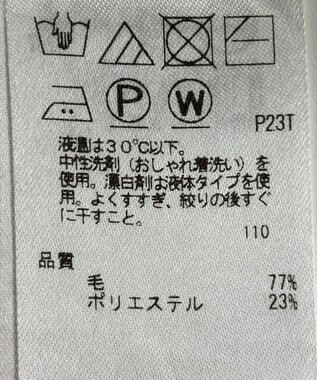 P W
P23T
液温は30℃以下。
中性洗剤（おしゃれ着洗い）を
使用。漂白剤は液体タイプを使
用。よくすすぎ、絞りの後すぐ
に干すこと。
110
品質
毛 77%
ポリエステル 23%